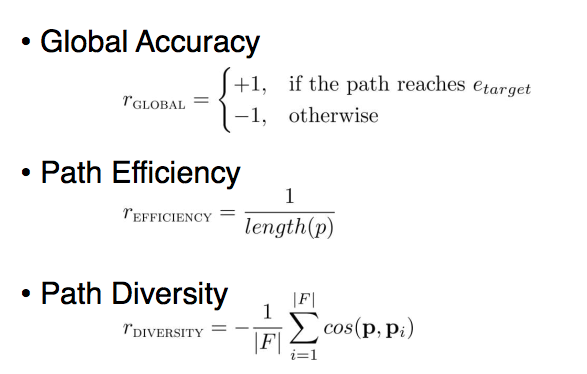 • Global Accuracy
r_GLOBAL = { +1, if the path reaches e_target
−1, otherwise
• Path Efficiency
r_EFFICIENCY = 1 / length(p)
• Path Diversity
r_DIVERSITY = − 1 / |F| ∑_{i=1}^{|F|} cos(p, p_i)